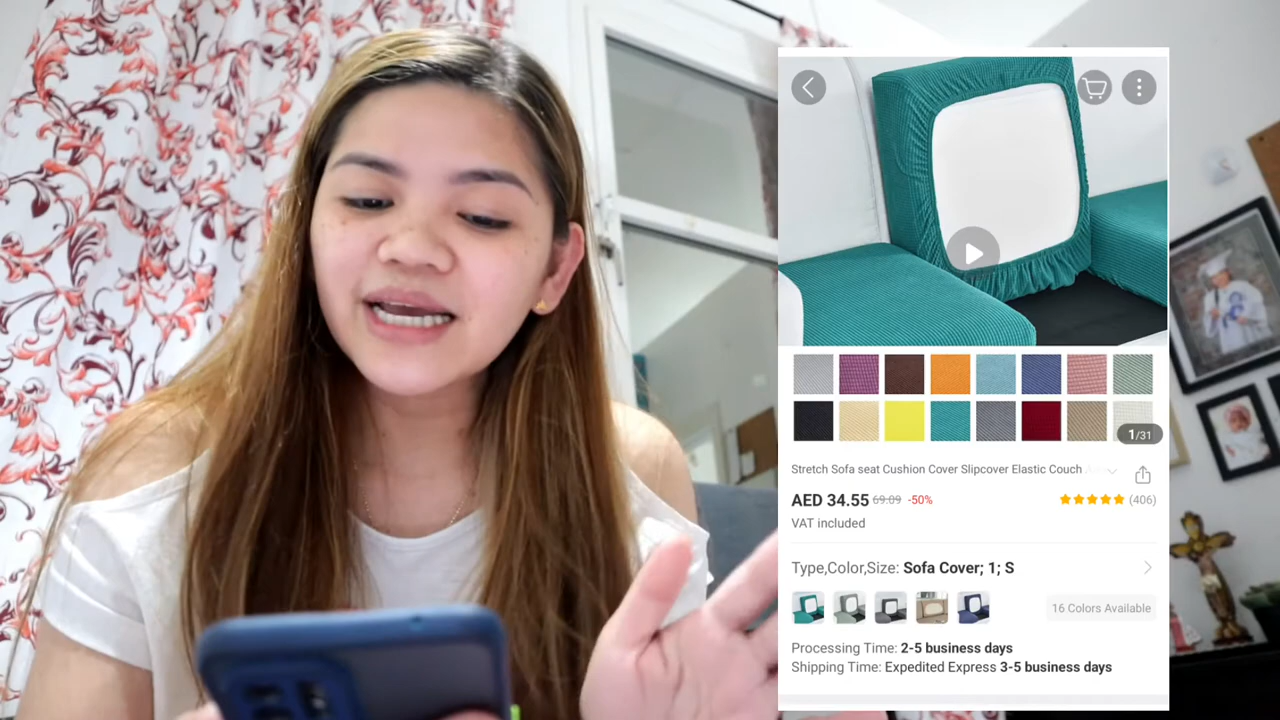 1/31
Stretch Sofa seat Cushion Cover Slipcover Elastic Couch
AED 34.55 69.09 -50% (406)
VAT included
Type,Color,Size: Sofa Cover; 1; S
16 Colors Available
Processing Time: 2-5 business days
Shipping Time: Expedited Express 3-5 business days